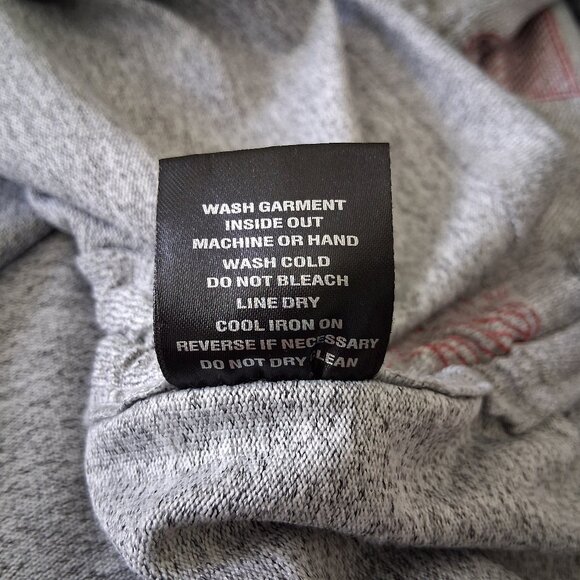 WASH GARMENT
INSIDE OUT
MACHINE OR HAND
WASH COLD
DO NOT BLEACH
LINE DRY
COOL IRON ON
REVERSE IF NECESSARY
DO NOT DRY CLEAN